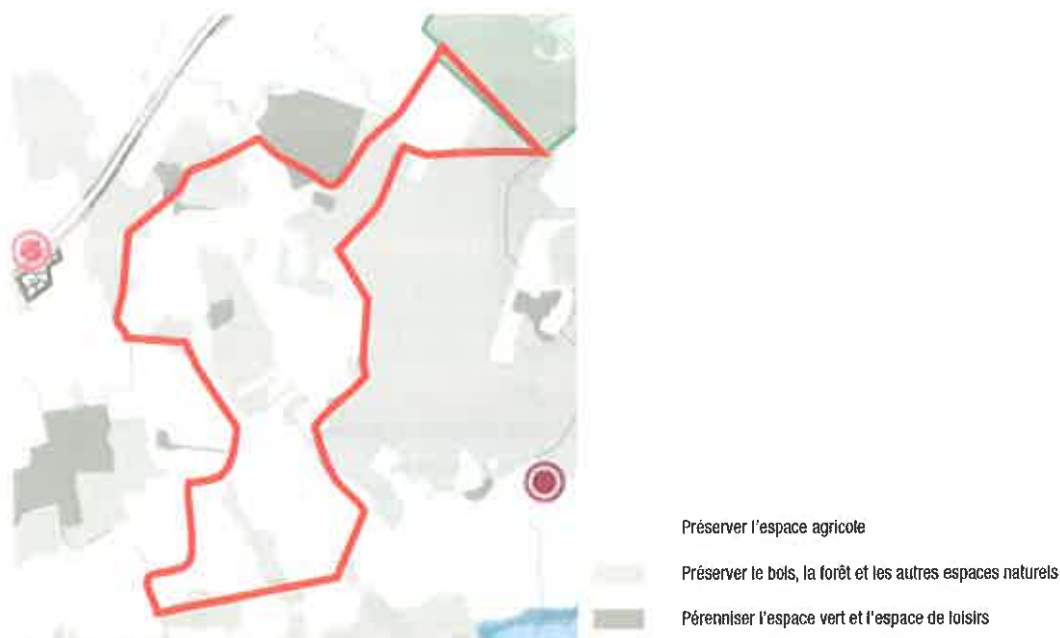 Préserver l'espace agricole
Préserver le bois, la forêt et les autres espaces naturels
Pérenniser l'espace vert et l'espace de loisirs